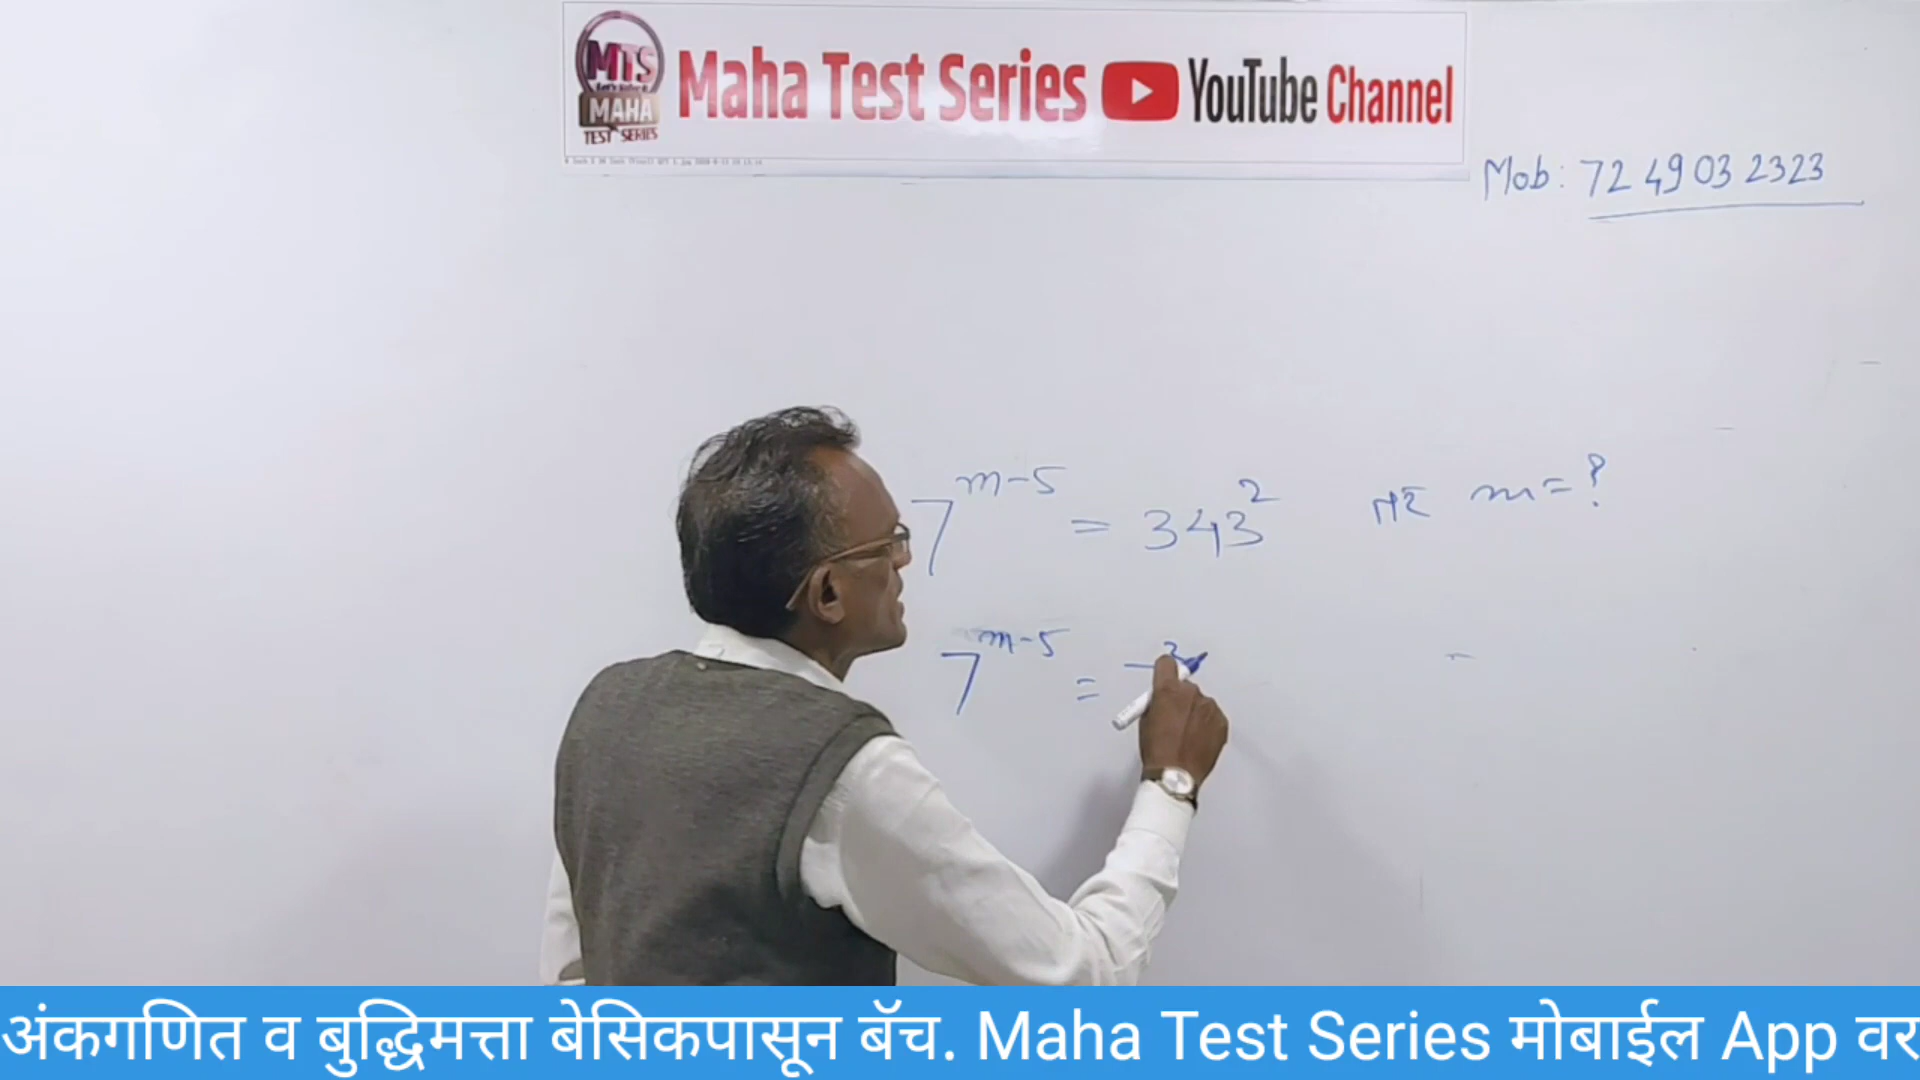 MTS
MAHA
TEST SERIES
Maha Test Series YouTube Channel
Mob: 72 49 03 2323
7^{m-5} = 343^2 तर m = ?
7^{m-5} =
अंकगणित व बुद्धिमत्ता बेसिकपासून बॅच. Maha Test Series मोबाईल App वर